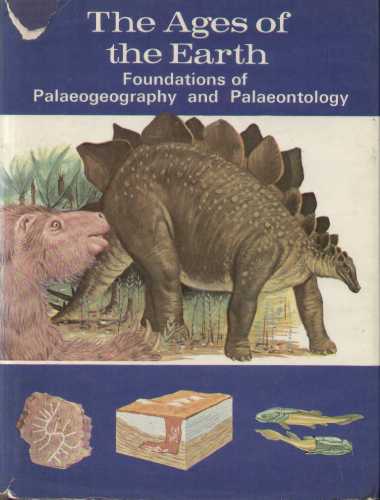 The Ages of
the Earth
Foundations of
Palaeogeography and Palaeontology